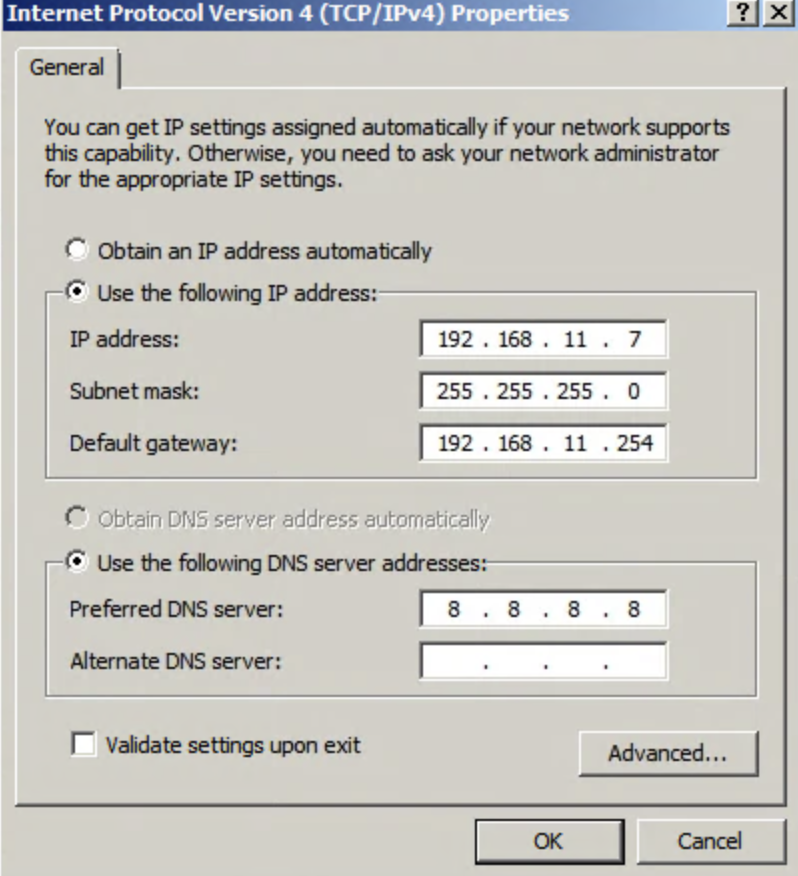 Internet Protocol Version 4 (TCP/IPv4) Properties
General
You can get IP settings assigned automatically if your network supports
this capability. Otherwise, you need to ask your network administrator
for the appropriate IP settings.
Obtain an IP address automatically
Use the following IP address:
IP address: 192 . 168 . 11 . 7
Subnet mask: 255 . 255 . 255 . 0
Default gateway: 192 . 168 . 11 . 254
Obtain DNS server address automatically
Use the following DNS server addresses:
Preferred DNS server: 8 . 8 . 8 . 8
Alternate DNS server: . . .
Validate settings upon exit
Advanced...
OK Cancel